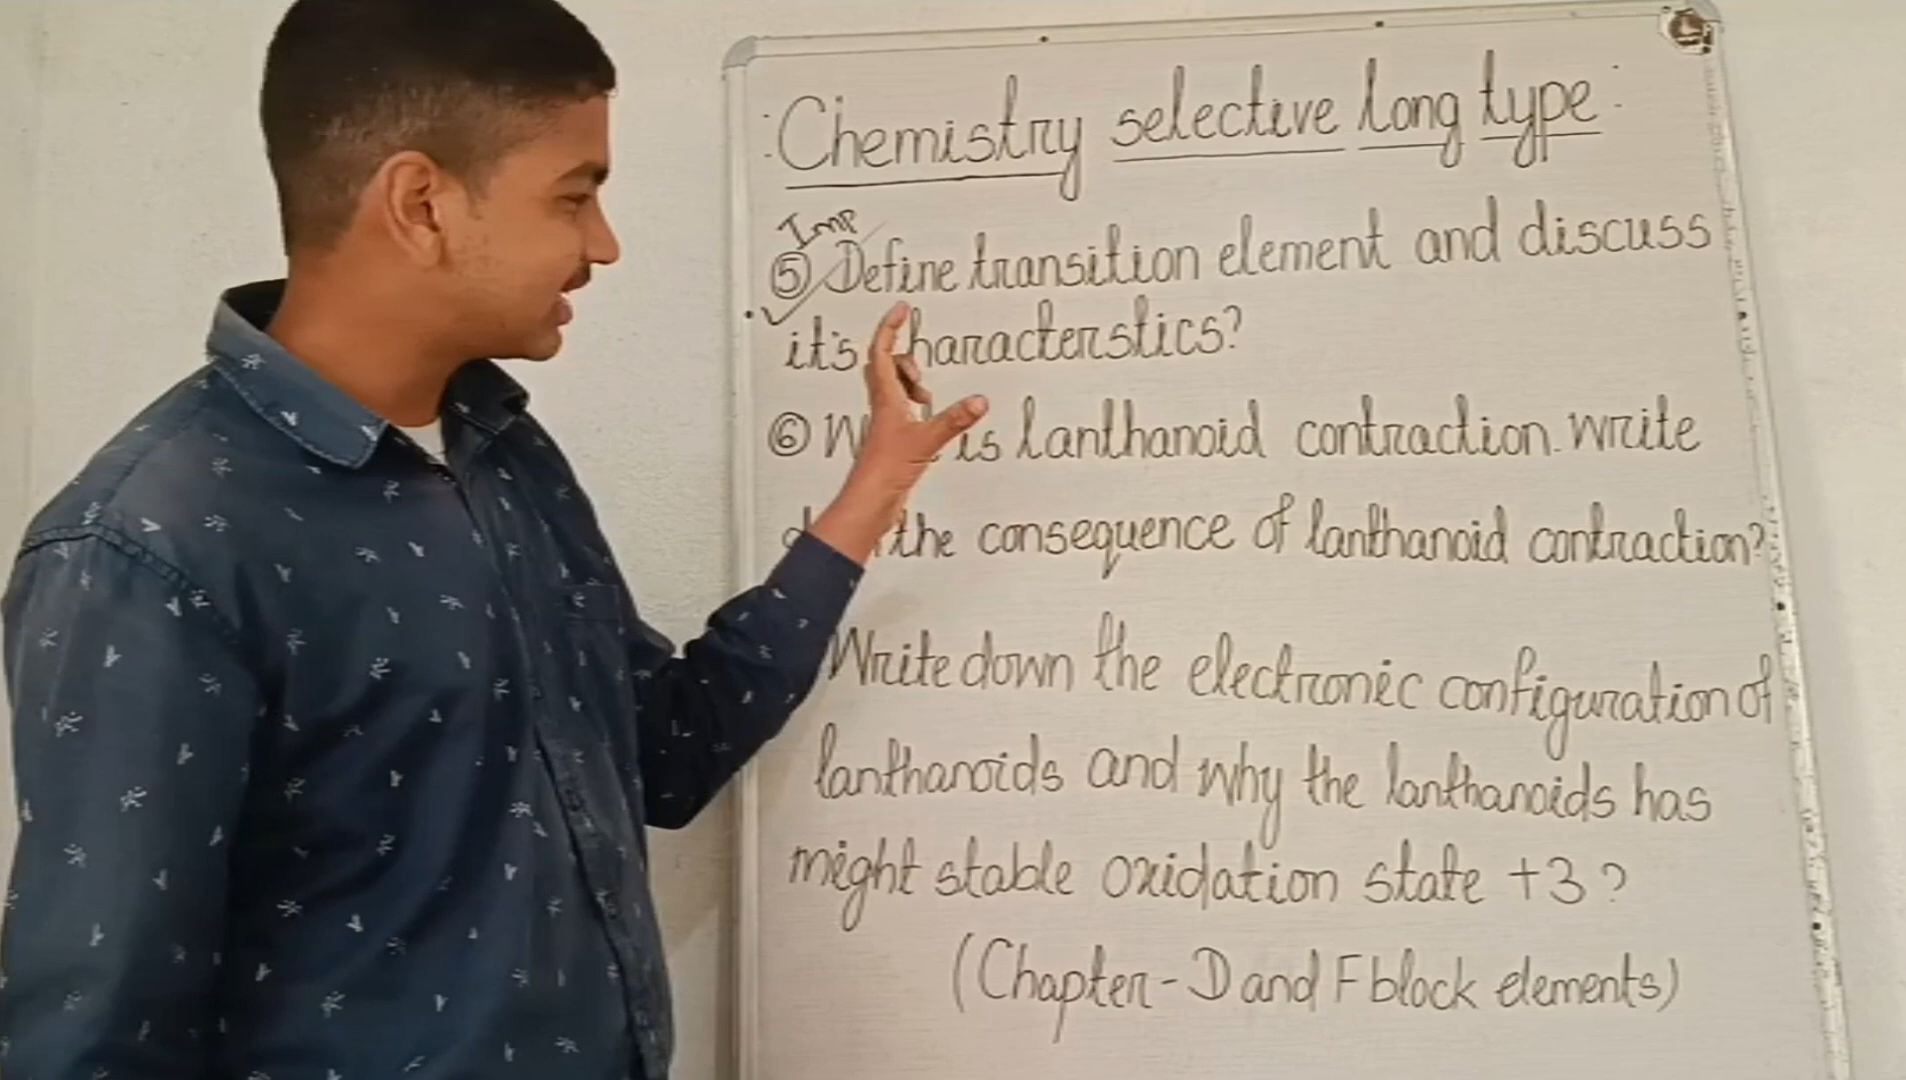 : Chemistry selective long type :
Imp
⑤ Define transition element and discuss
it's characterstics?
⑥ is lanthanoid contraction. write
the consequence of lanthanoid contraction?
Write down the electronic configuration of
lanthanoids and why the lanthanoids has
might stable oxidation state +3?
(Chapter - D and F block elements)